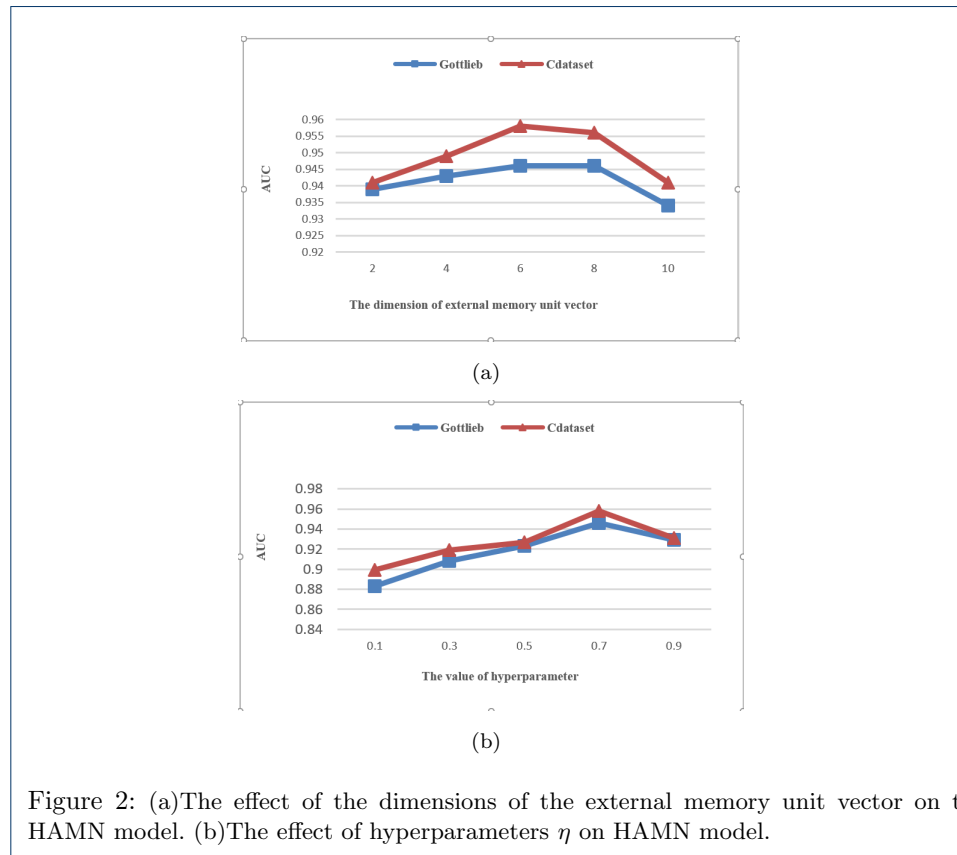 Gottlieb Cdataset
0.96
0.955
0.95
0.945
0.94
0.935
0.93
0.925
0.92
AUC
2 4 6 8 10
The dimension of external memory unit vector
(a)
Gottlieb Cdataset
0.98
0.96
0.94
0.92
0.9
0.88
0.86
0.84
AUC
0.1 0.3 0.5 0.7 0.9
The value of hyperparameter
(b)
Figure 2: (a)The effect of the dimensions of the external memory unit vector on
HAMN model. (b)The effect of hyperparameters η on HAMN model.